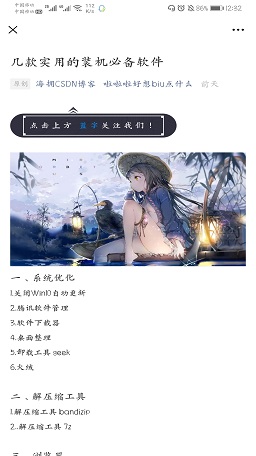 中国移动
中国移动
112
K/s
86%
12:82
几款实用的装机必备软件
原创 海拥CSDN博客 啦啦啦好想biu点什么 前天
点击上方 蓝字关注我们！
一、系统优化
1.关闭Win10自动更新
2.腾讯软件管理
3.软件下载器
4.桌面整理
5.卸载工具 geek
6.火绒
二、解压缩工具
1.解压缩工具 bandizip
2..解压缩工具 7z
三、浏览器